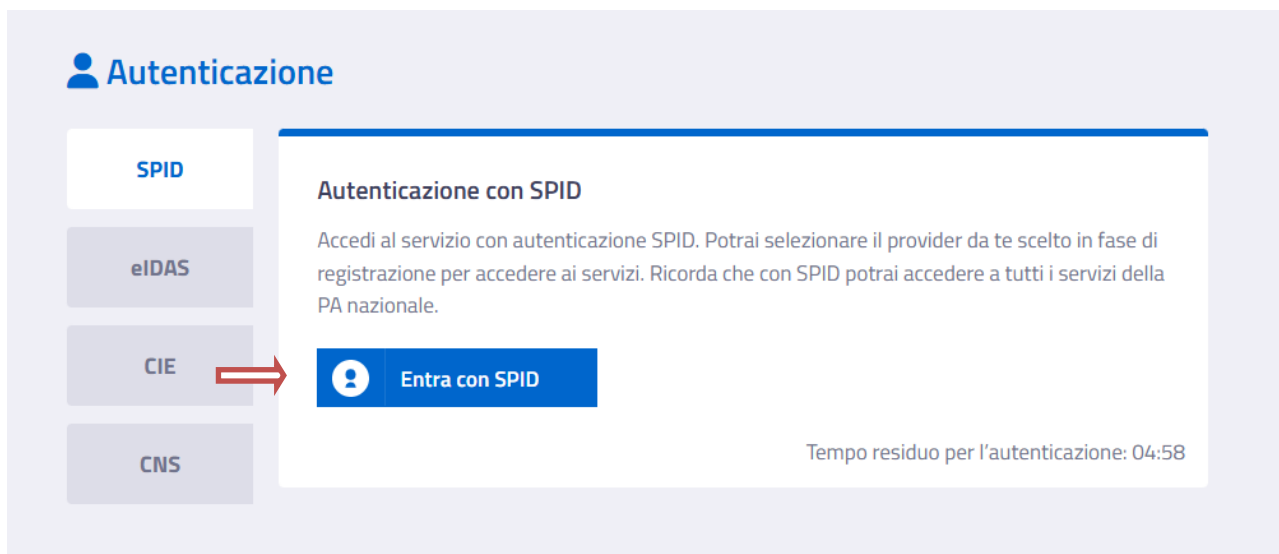 Autenticazione
SPID
eIDAS
CIE
CNS
Autenticazione con SPID
Accedi al servizio con autenticazione SPID. Potrai selezionare il provider da te scelto in fase di
registrazione per accedere ai servizi. Ricorda che con SPID potrai accedere a tutti i servizi della
PA nazionale.
Entra con SPID
Tempo residuo per l’autenticazione: 04:58